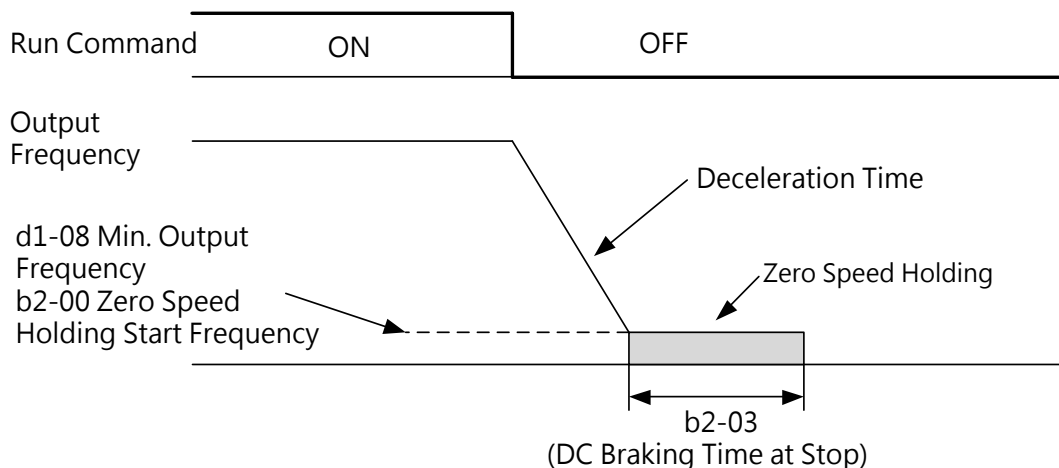 Run Command
ON
OFF
Output
Frequency
Deceleration Time
d1-08 Min. Output
Frequency
b2-00 Zero Speed
Holding Start Frequency
Zero Speed Holding
b2-03
(DC Braking Time at Stop)